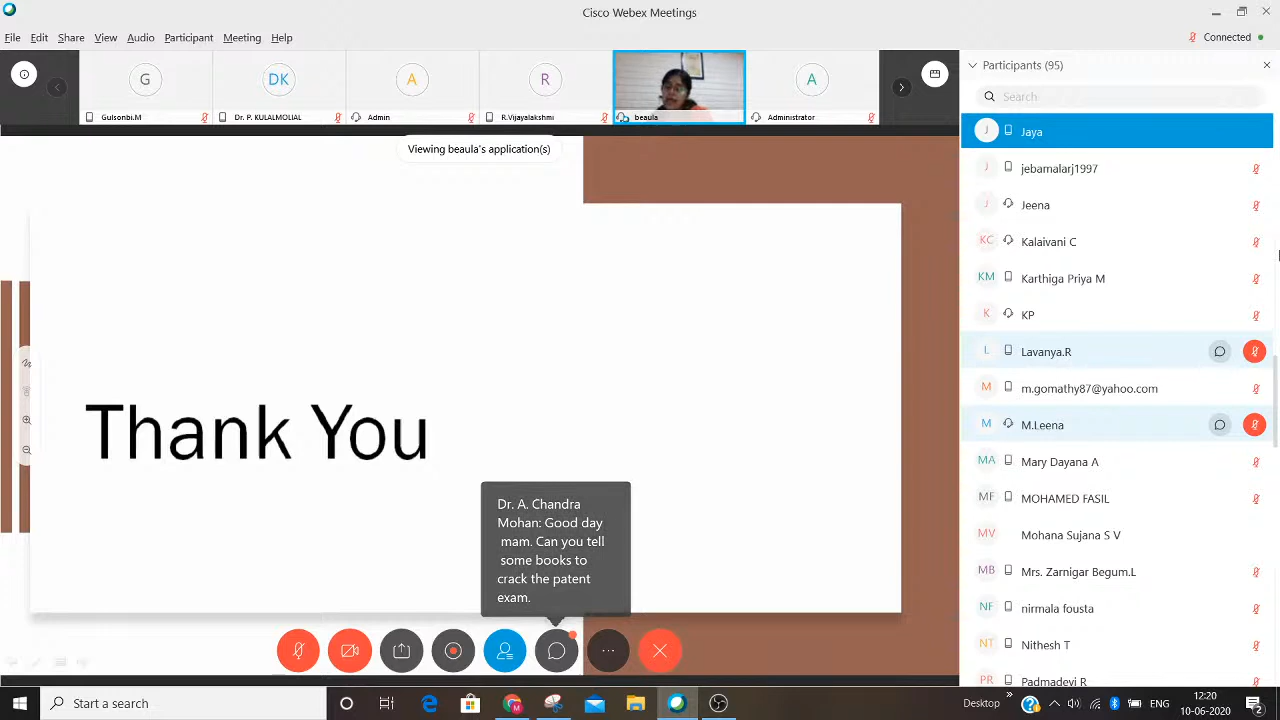 Cisco Webex Meetings
File Edit Share View Audio Participant Meeting Help
Connected
G
DK
A
R
A
Gulsonbi.M
Dr. P. KULALMOLIAL
Admin
R.Vijayalakshmi
beaula
Administrator
Viewing beaula's application(s)
Thank You
Dr. A. Chandra
Mohan: Good day
mam. Can you tell
some books to
crack the patent
exam.
Participants (95)
Search
J Jaya
J jebamalarj1997
J Jeena
KC Kalaivani C
KM Karthiga Priya M
K KP
L Lavanya.R
M m.gomathy87@yahoo.com
M M.Leena
MA Mary Dayana A
MF MOHAMED FASIL
MV Mohana Sujana S V
MB Mrs. Zarnigar Begum.L
NF nirmala fousta
NT Nithesh T
PR Padmadevi R
Start a search
M
Desktop
ENG
12:20
10-06-2020
2